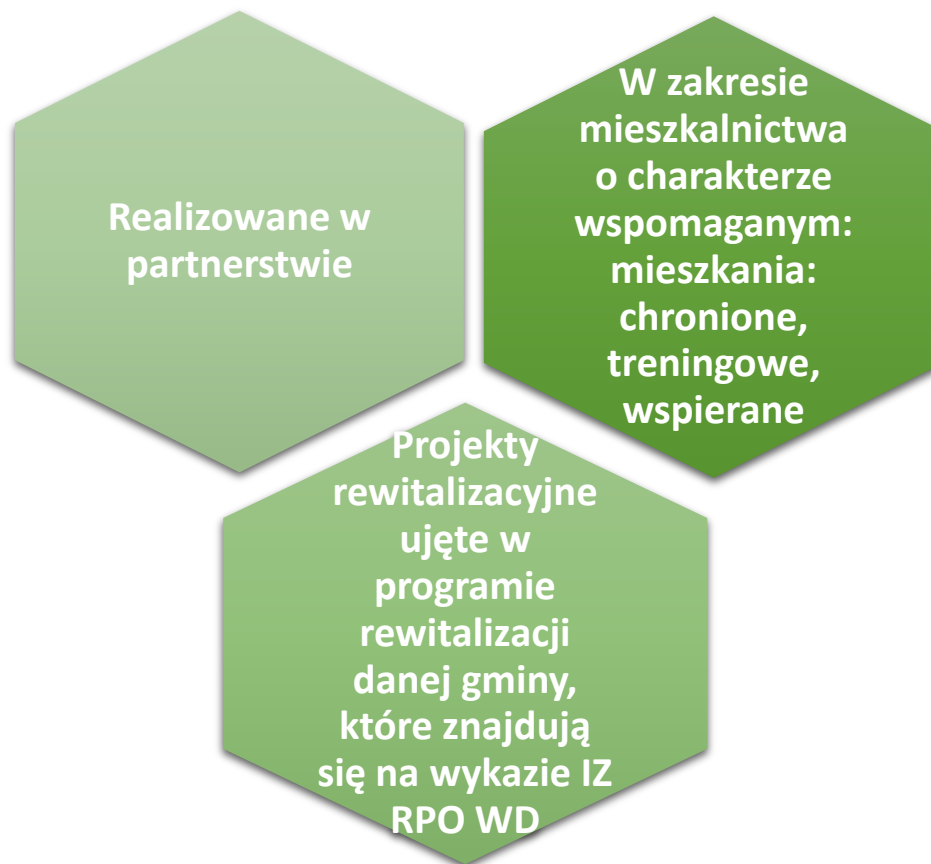 Realizowane w
partnerstwie
W zakresie
mieszkalnictwa
o charakterze
wspomaganym:
mieszkania:
chronione,
treningowe,
wspierane
Projekty
rewitalizacyjne
ujęte w
programie
rewitalizacji
danej gminy,
które znajdują
się na wykazie IZ
RPO WD